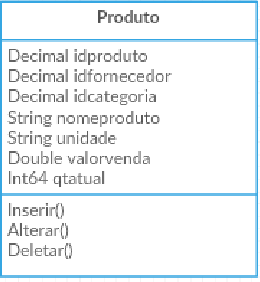 Produto
Decimal idproduto
Decimal idfornecedor
Decimal idcategoria
String nomeproduto
String unidade
Double valorvenda
Int64 qtatual
Inserir()
Alterar()
Deletar()